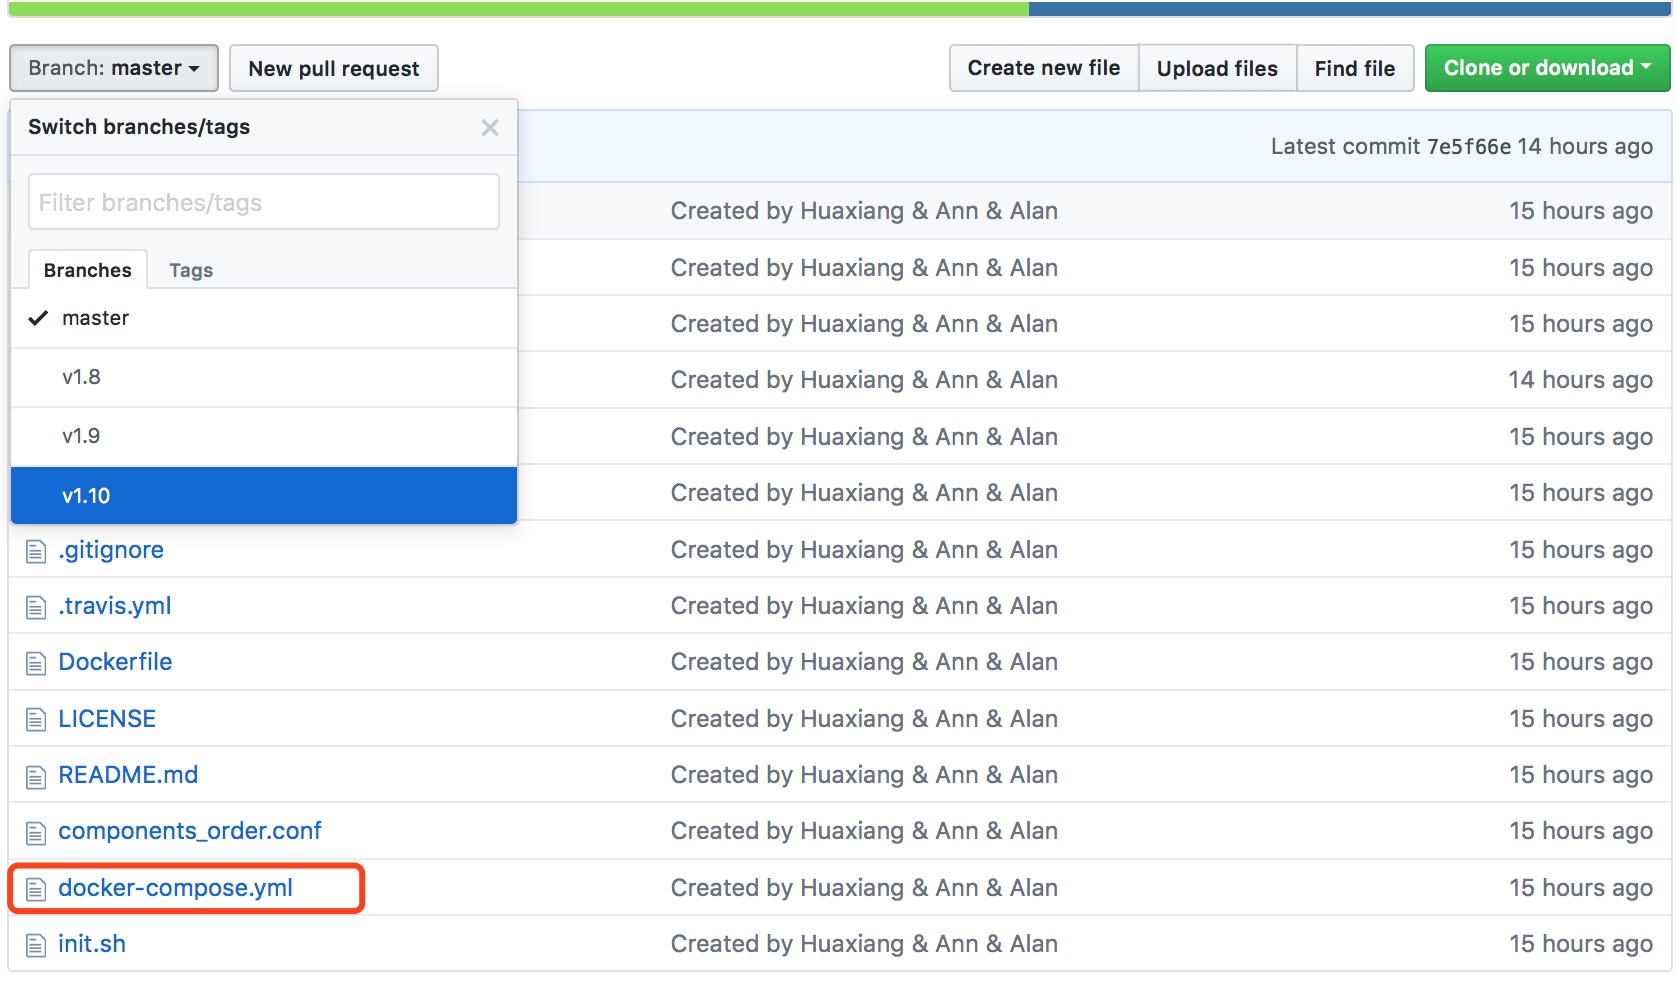 Branch: master
New pull request
Create new file
Upload files
Find file
Clone or download
Switch branches/tags
Latest commit 7e5f66e 14 hours ago
Filter branches/tags
Created by Huaxiang & Ann & Alan 15 hours ago
Branches Tags
Created by Huaxiang & Ann & Alan 15 hours ago
master
Created by Huaxiang & Ann & Alan 15 hours ago
v1.8
Created by Huaxiang & Ann & Alan 14 hours ago
v1.9
Created by Huaxiang & Ann & Alan 15 hours ago
v1.10
Created by Huaxiang & Ann & Alan 15 hours ago
.gitignore Created by Huaxiang & Ann & Alan 15 hours ago
.travis.yml Created by Huaxiang & Ann & Alan 15 hours ago
Dockerfile Created by Huaxiang & Ann & Alan 15 hours ago
LICENSE Created by Huaxiang & Ann & Alan 15 hours ago
README.md Created by Huaxiang & Ann & Alan 15 hours ago
components_order.conf Created by Huaxiang & Ann & Alan 15 hours ago
docker-compose.yml Created by Huaxiang & Ann & Alan 15 hours ago
init.sh Created by Huaxiang & Ann & Alan 15 hours ago